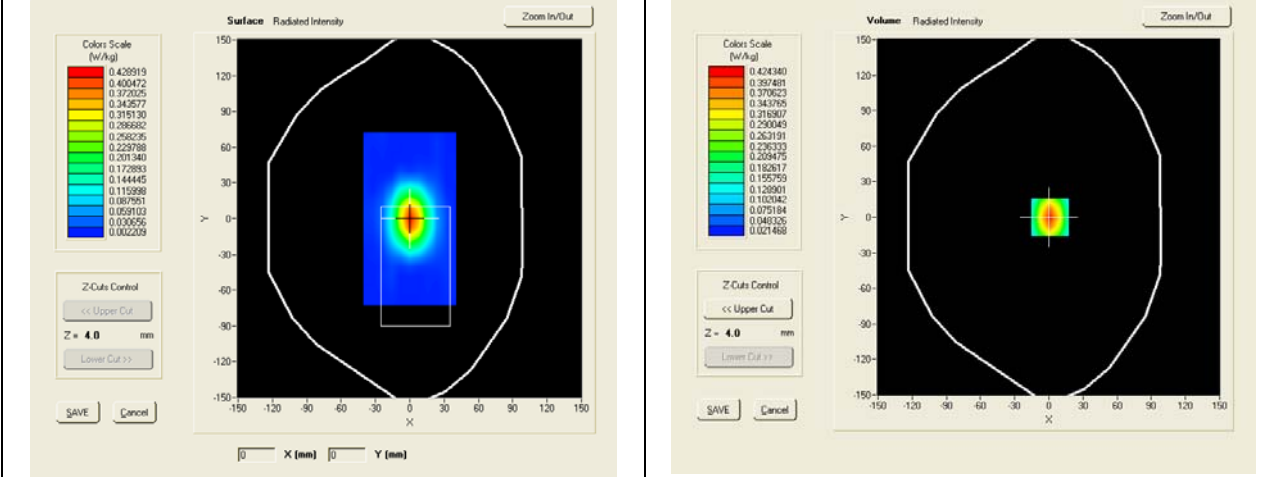 Surface Radiated Intensity
Zoom In/Out
Colors Scale
(W/kg)
0.428919
0.400472
0.372025
0.343577
0.315130
0.286682
0.258235
0.229788
0.201340
0.172893
0.144445
0.115998
0.087551
0.059103
0.030656
0.002209
Z-Cuts Control
<< Upper Cut
Z = 4.0 mm
Lower Cut >>
SAVE Cancel
150
120
90
60
30
0
-30
-60
-90
-120
-150
Y
-150 -120 -90 -60 -30 0 30 60 90 120 150
X
0 X (mm) 0 Y (mm)
Volume Radiated Intensity
Zoom In/Out
Colors Scale
(W/kg)
0.424340
0.397481
0.370623
0.343765
0.316907
0.290049
0.263191
0.236333
0.209475
0.182617
0.155759
0.128901
0.102042
0.075184
0.048326
0.021468
Z-Cuts Control
<< Upper Cut
Z = 4.0 mm
Lower Cut >>
SAVE Cancel
150
120
90
60
30
0
-30
-60
-90
-120
-150
Y
-150 -120 -90 -60 -30 0 30 60 90 120 150
X